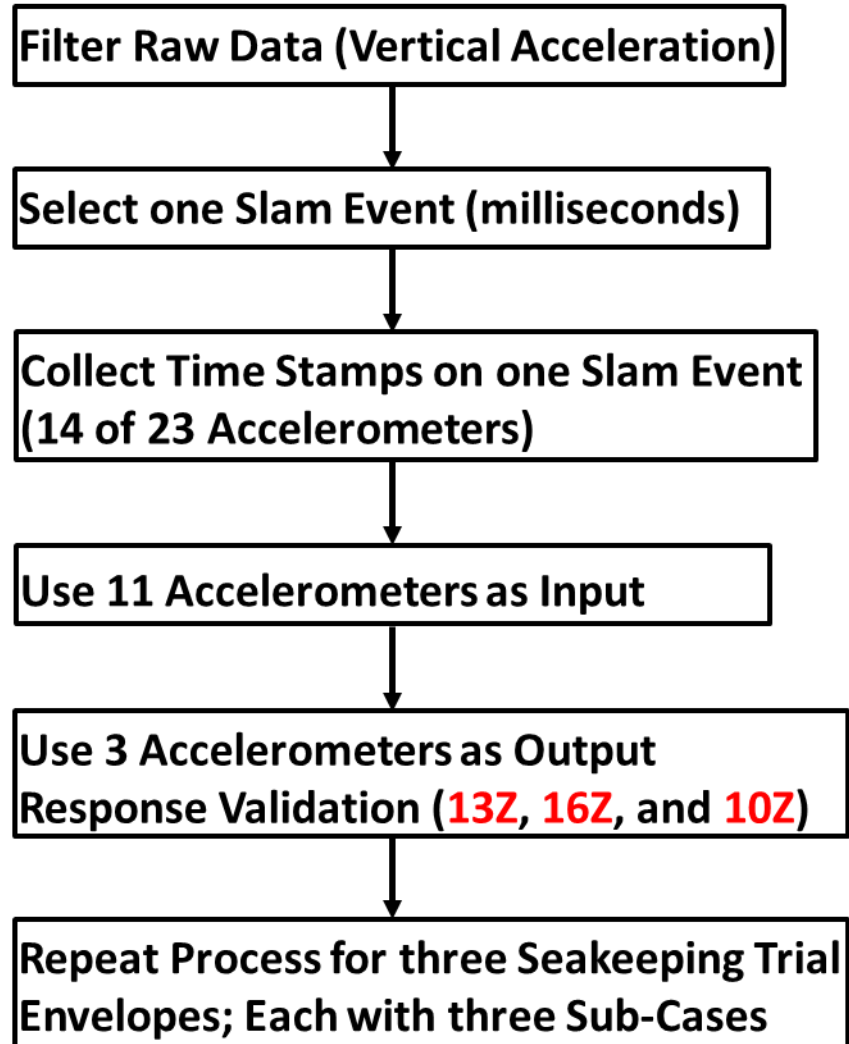 Filter Raw Data (Vertical Acceleration)
Select one Slam Event (milliseconds)
Collect Time Stamps on one Slam Event
(14 of 23 Accelerometers)
Use 11 Accelerometers as Input
Use 3 Accelerometers as Output
Response Validation (13Z, 16Z, and 10Z)
Repeat Process for three Seakeeping Trial
Envelopes; Each with three Sub-Cases